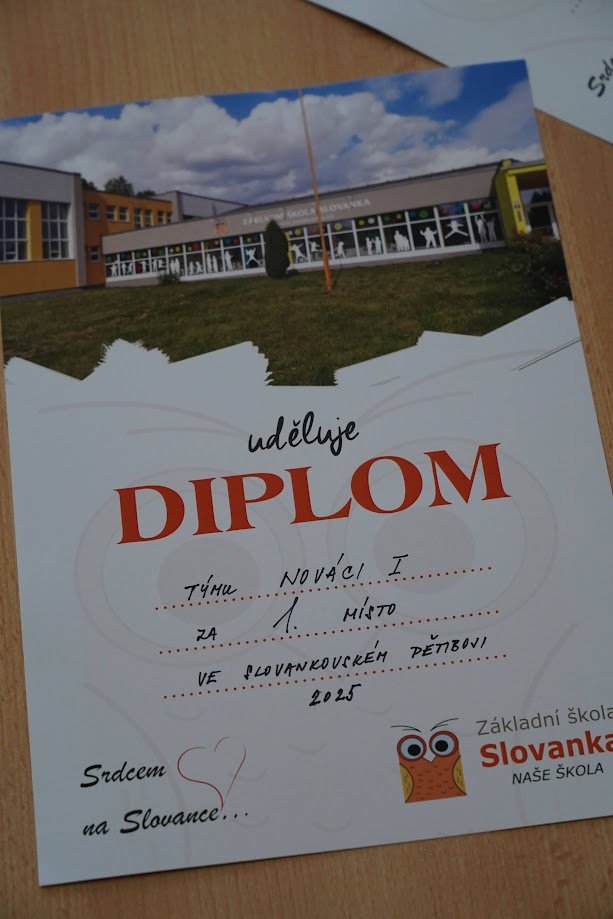 Srdc
ZÁKLADNÍ ŠKOLA SLOVANKA
uděluje
DIPLOM
TÝMU NOVÁCI I
ZA 1. MÍSTO
VE SLOVANKOVSKÉM PĚTIBOJI
2025
Základní škola
Slovanka
NAŠE ŠKOLA
Srdcem
na Slovance...